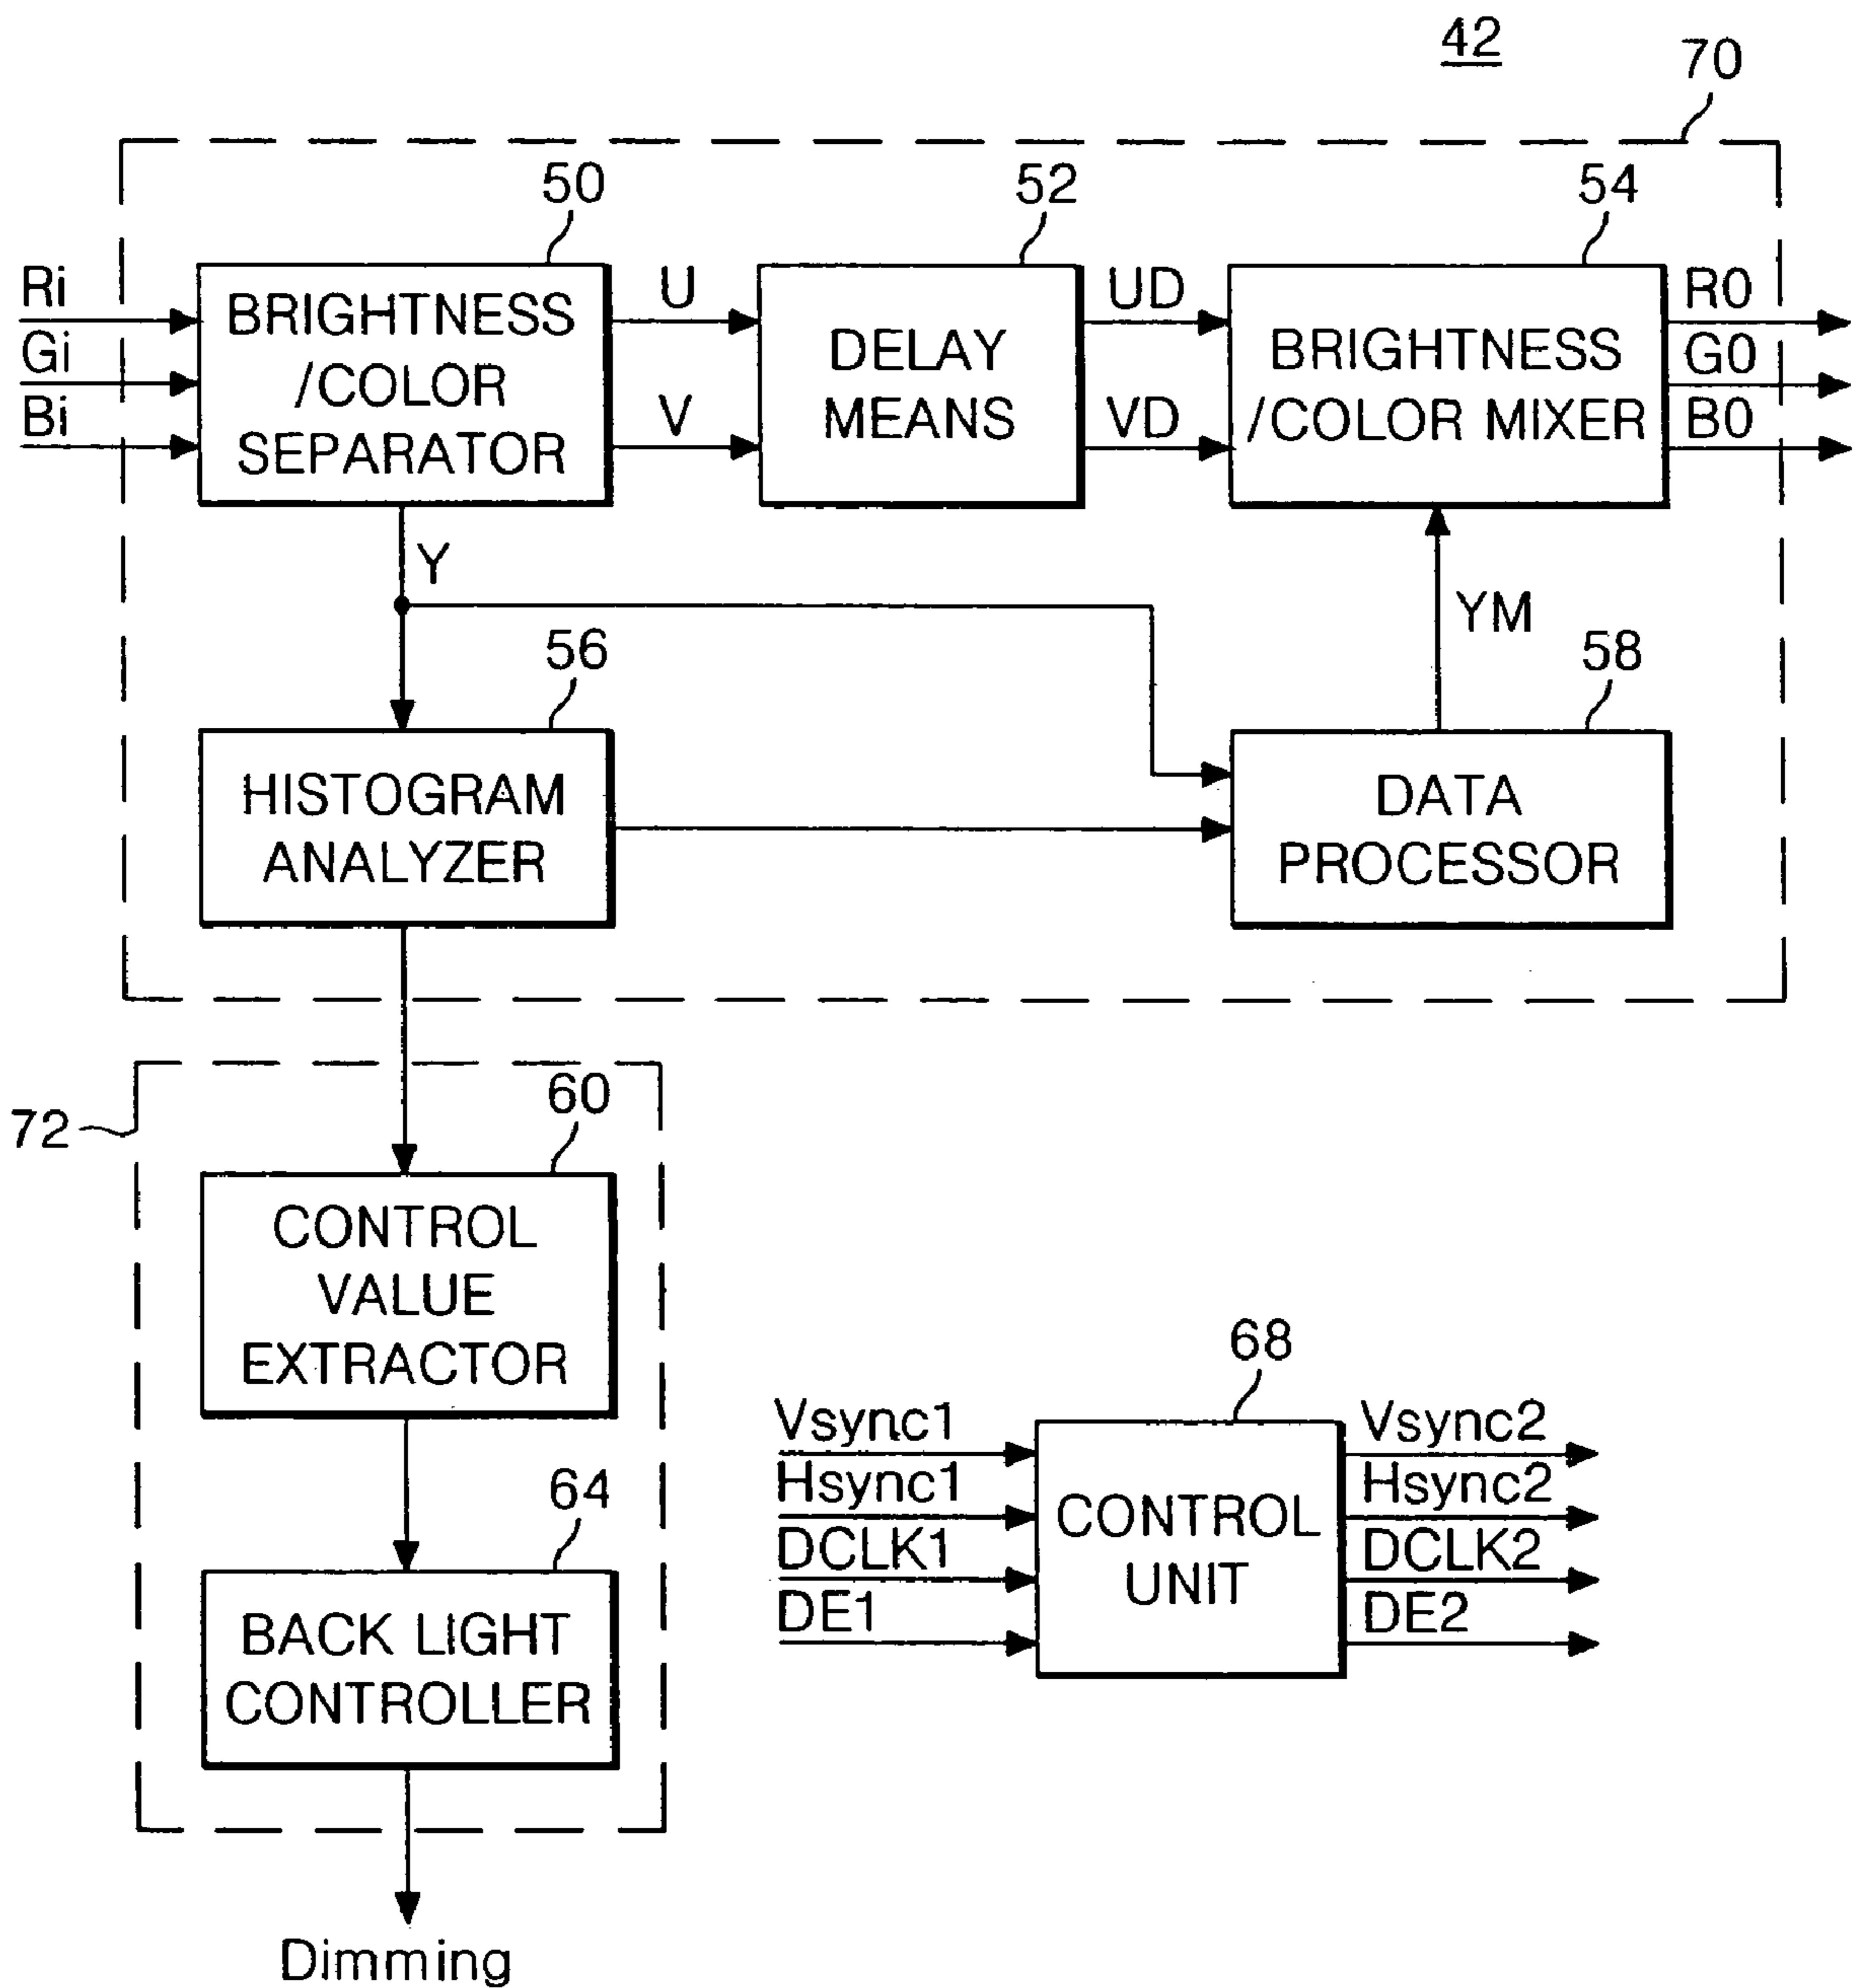 42
70
50
52
54
Ri
Gi
Bi
BRIGHTNESS
/COLOR
SEPARATOR
U
V
DELAY
MEANS
UD
VD
BRIGHTNESS
/COLOR MIXER
R0
G0
B0
Y
YM
56
58
HISTOGRAM
ANALYZER
DATA
PROCESSOR
72
60
CONTROL
VALUE
EXTRACTOR
64
BACK LIGHT
CONTROLLER
Dimming
68
Vsync1
Hsync1
DCLK1
DE1
CONTROL
UNIT
Vsync2
Hsync2
DCLK2
DE2